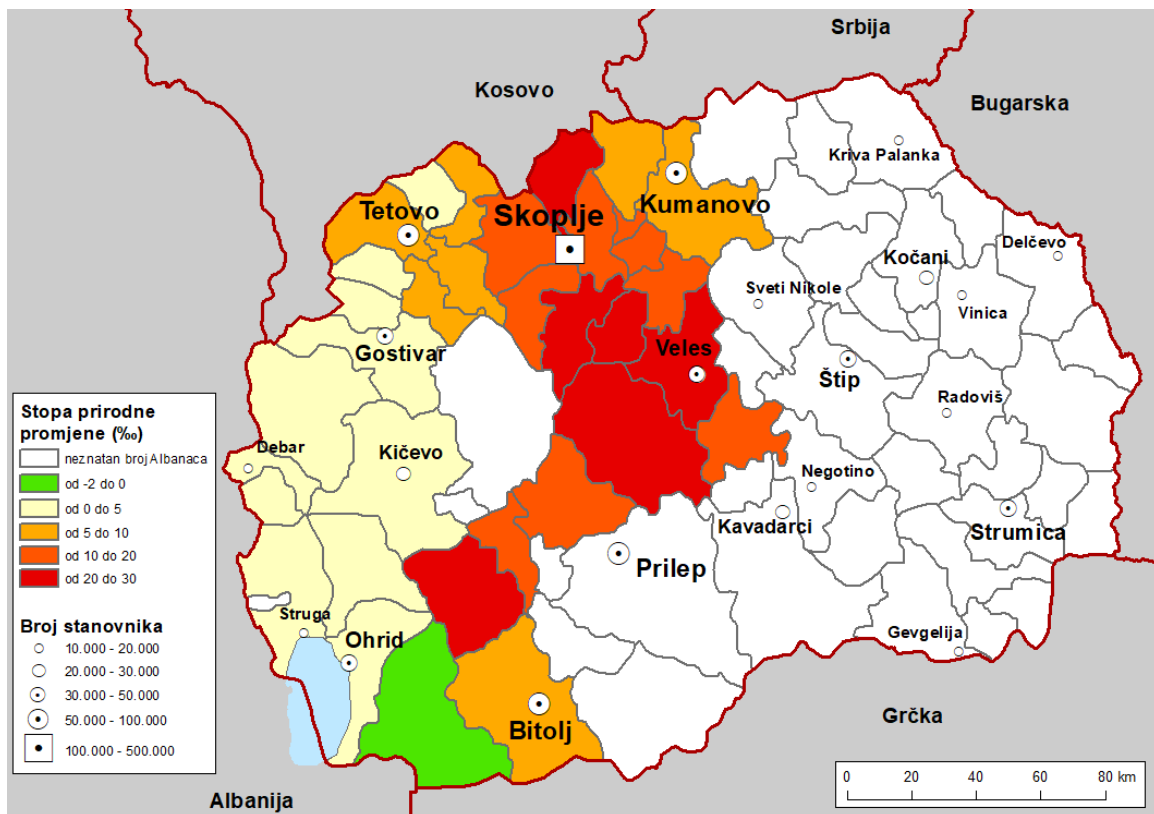 Srbija
Kosovo
Bugarska
Kriva Palanka
Tetovo
Skoplje
Kumanovo
Delčevo
Kočani
Sveti Nikole
Vinica
Gostivar
Veles
Štip
Radoviš
Debar
Kičevo
Negotino
Kavadarci
Strumica
Prilep
Struga
Ohrid
Gevgelija
Bitolj
Grčka
Albanija
Stopa prirodne
promjene (‰)
neznatan broj Albanaca
od -2 do 0
od 0 do 5
od 5 do 10
od 10 do 20
od 20 do 30
Broj stanovnika
10.000 - 20.000
20.000 - 30.000
30.000 - 50.000
50.000 - 100.000
100.000 - 500.000
0 20 40 60 80 km